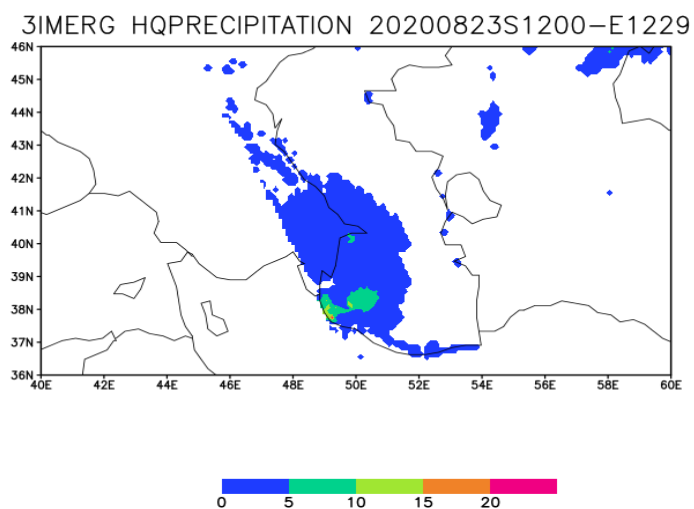 3IMERG HQPRECIPITATION 20200823S1200-E1229
46N
45N
44N
43N
42N
41N
40N
39N
38N
37N
36N
40E 42E 44E 46E 48E 50E 52E 54E 56E 58E 60E
0 5 10 15 20